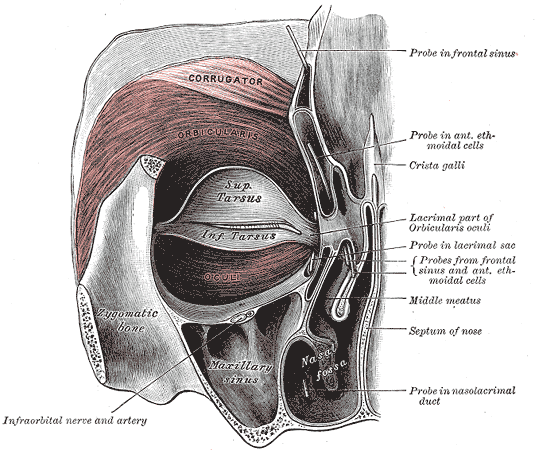 Probe in frontal sinus
CORRUGATOR
ORBICULARIS
Probe in ant. eth-
moidal cells
Crista galli
Sup.
Tarsus
Lacrimal part of
Orbicularis oculi
Inf. Tarsus
Probe in lacrimal sac
Probes from frontal
sinus and ant. eth-
moidal cells
OCULI
Middle meatus
Zygomatic
bone
Septum of nose
Nasal
fossa
Maxillary
sinus
Probe in nasolacrimal
duct
Infraorbital nerve and artery